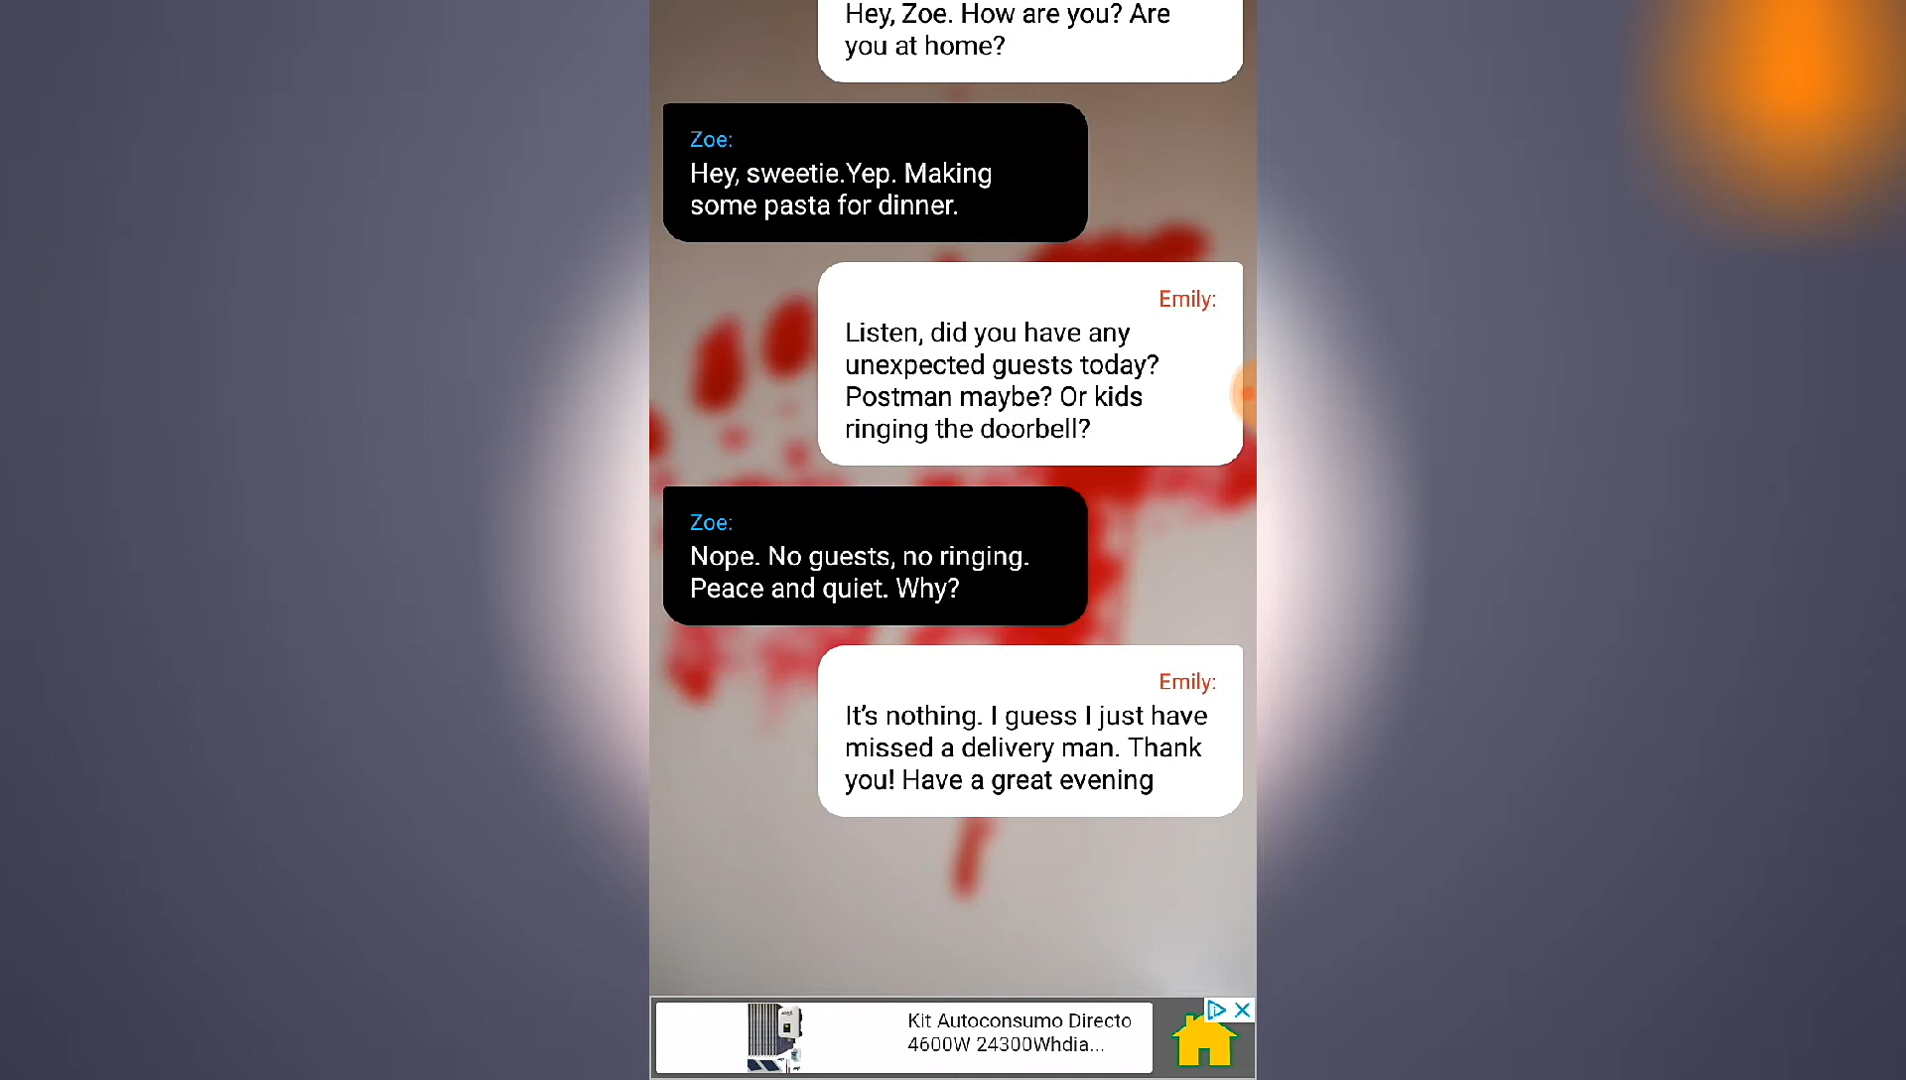 Hey, Zoe. How are you? Are
you at home?
Zoe:
Hey, sweetie.Yep. Making
some pasta for dinner.
Emily:
Listen, did you have any
unexpected guests today?
Postman maybe? Or kids
ringing the doorbell?
Zoe:
Nope. No guests, no ringing.
Peace and quiet. Why?
Emily:
It’s nothing. I guess I just have
missed a delivery man. Thank
you! Have a great evening
Kit Autoconsumo Directo
4600W 24300Whdia...